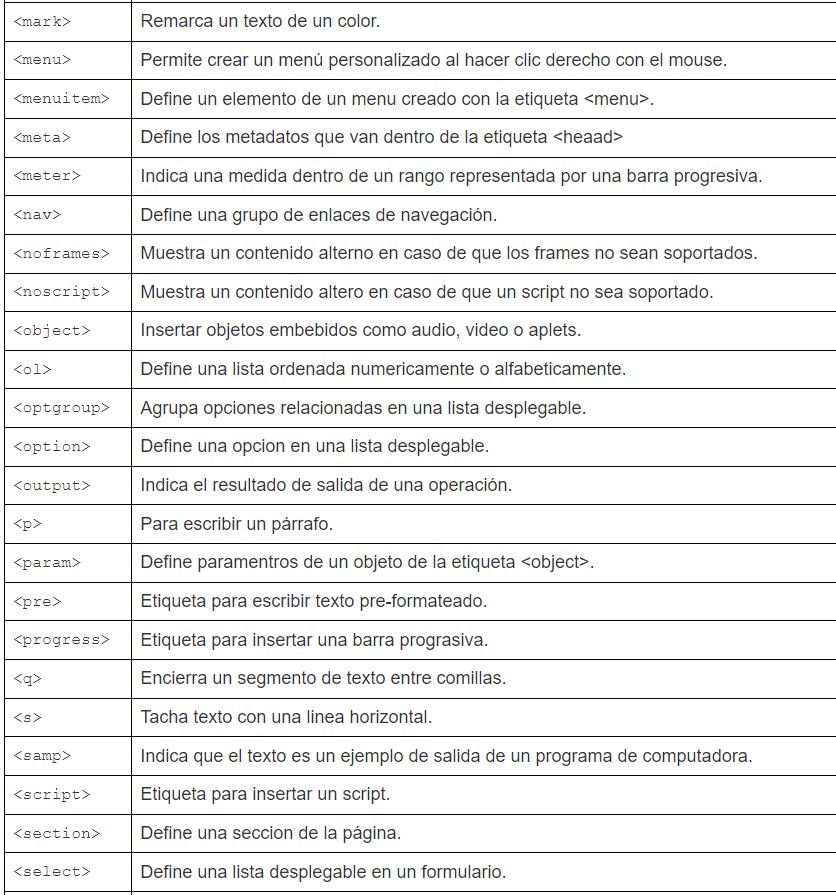 <mark> Remarca un texto de un color.
<menu> Permite crear un menú personalizado al hacer clic derecho con el mouse.
<menuitem> Define un elemento de un menu creado con la etiqueta <menu>.
<meta> Define los metadatos que van dentro de la etiqueta <heaad>
<meter> Indica una medida dentro de un rango representada por una barra progresiva.
<nav> Define una grupo de enlaces de navegación.
<noframes> Muestra un contenido alterno en caso de que los frames no sean soportados.
<noscript> Muestra un contenido altero en caso de que un script no sea soportado.
<object> Insertar objetos embebidos como audio, video o aplets.
<ol> Define una lista ordenada numericamente o alfabeticamente.
<optgroup> Agrupa opciones relacionadas en una lista desplegable.
<option> Define una opcion en una lista desplegable.
<output> Indica el resultado de salida de una operación.
<p> Para escribir un párrafo.
<param> Define paramentros de un objeto de la etiqueta <object>.
<pre> Etiqueta para escribir texto pre-formateado.
<progress> Etiqueta para insertar una barra prograsiva.
<q> Encierra un segmento de texto entre comillas.
<s> Tacha texto con una linea horizontal.
<samp> Indica que el texto es un ejemplo de salida de un programa de computadora.
<script> Etiqueta para insertar un script.
<section> Define una seccion de la página.
<select> Define una lista desplegable en un formulario.